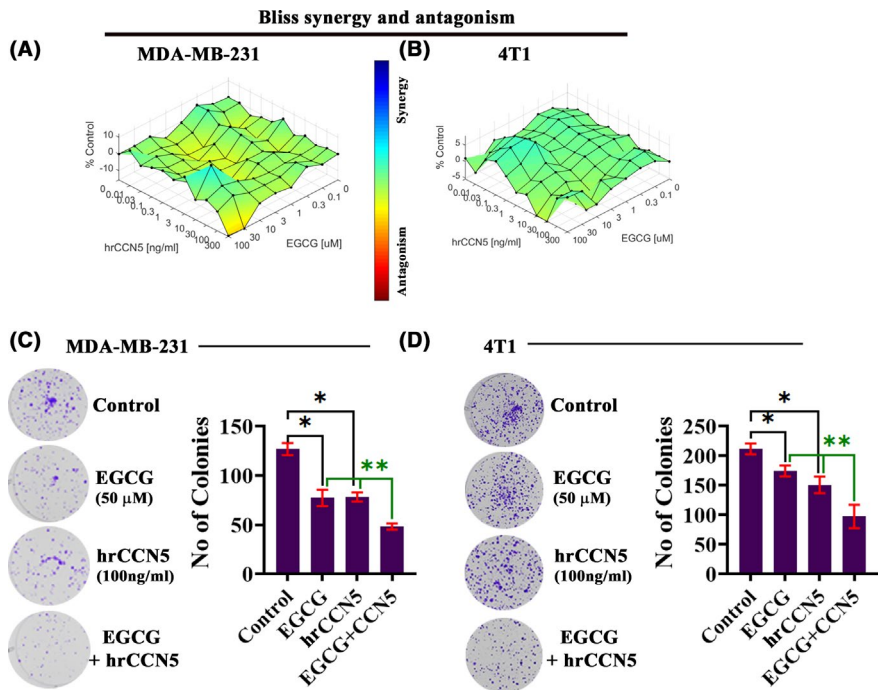 Bliss synergy and antagonism
(A)
MDA-MB-231
10
0
-10
% Control
0
0.01
0.03
0.1
0.3
1
3
10
30
100
300
hrCCN5 [ng/ml]
100
30
10
3
1
0.3
0.1
0
EGCG [uM]
Synergy
Antagonism
(B)
4T1
5
0
-5
% Control
0
0.01
0.03
0.1
0.3
1
3
10
30
100
300
hrCCN5 [ng/ml]
100
30
10
3
1
0.3
0.1
0
EGCG [uM]
(C)
MDA-MB-231
Control
EGCG
(50 μM)
hrCCN5
(100ng/ml)
EGCG
+ hrCCN5
No of Colonies
150
100
50
0
*
*
**
Control
EGCG
hrCCN5
EGCG+CCN5
(D)
4T1
Control
EGCG
(50 μM)
hrCCN5
(100ng/ml)
EGCG
+ hrCCN5
No of Colonies
250
200
150
100
50
0
*
*
**
Control
EGCG
hrCCN5
EGCG+CCN5